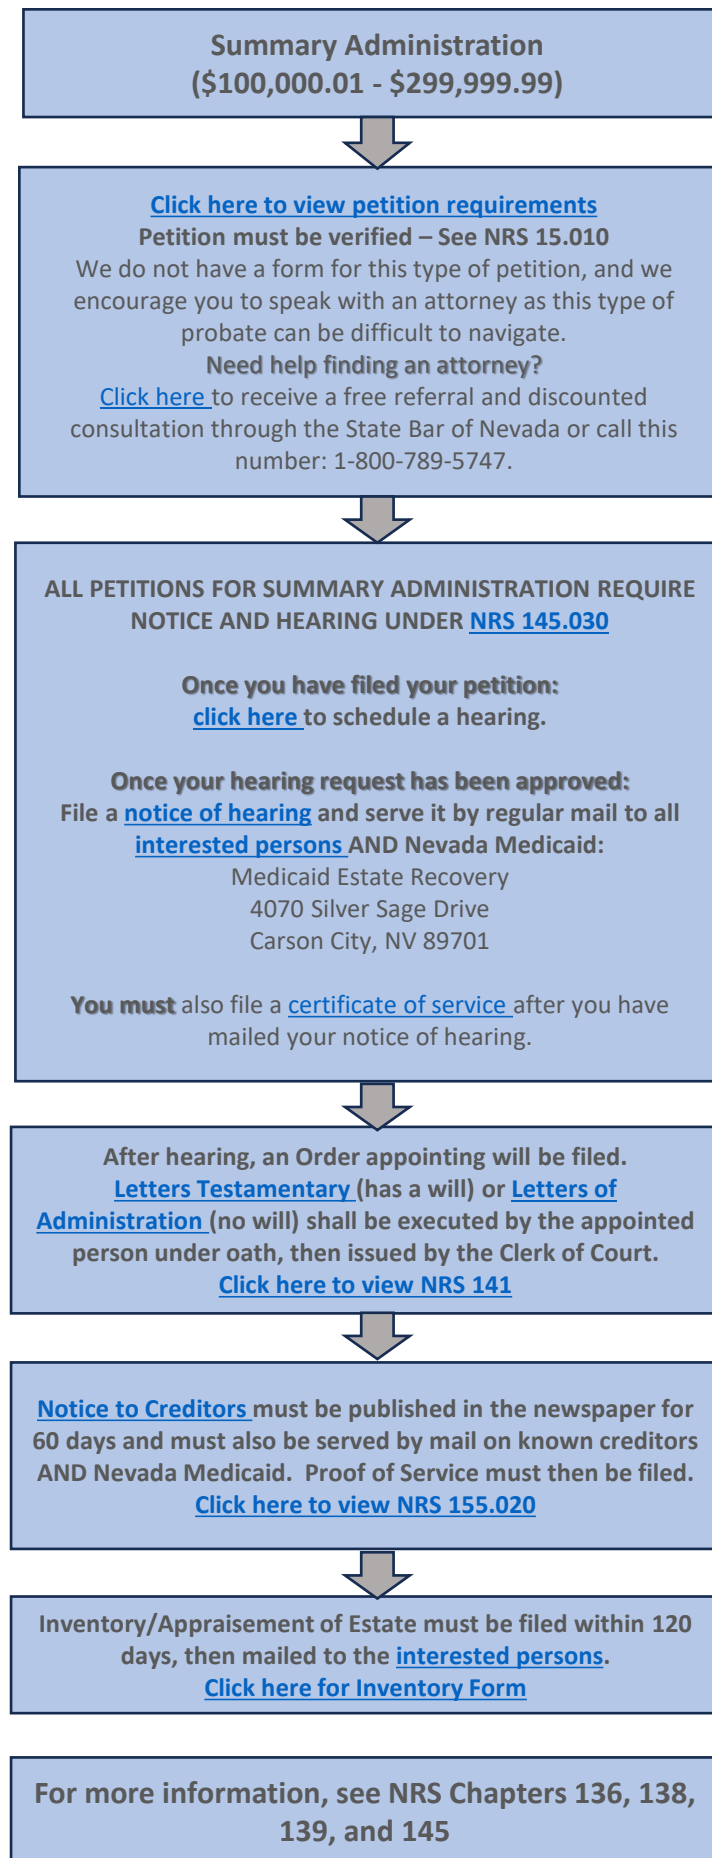 Summary Administration
($100,000.01 - $299,999.99)
Click here to view petition requirements
Petition must be verified – See NRS 15.010
We do not have a form for this type of petition, and we
encourage you to speak with an attorney as this type of
probate can be difficult to navigate.
Need help finding an attorney?
Click here to receive a free referral and discounted
consultation through the State Bar of Nevada or call this
number: 1-800-789-5747.
ALL PETITIONS FOR SUMMARY ADMINISTRATION REQUIRE
NOTICE AND HEARING UNDER NRS 145.030
Once you have filed your petition:
click here to schedule a hearing.
Once your hearing request has been approved:
File a notice of hearing and serve it by regular mail to all
interested persons AND Nevada Medicaid:
Medicaid Estate Recovery
4070 Silver Sage Drive
Carson City, NV 89701
You must also file a certificate of service after you have
mailed your notice of hearing.
After hearing, an Order appointing will be filed.
Letters Testamentary (has a will) or Letters of
Administration (no will) shall be executed by the appointed
person under oath, then issued by the Clerk of Court.
Click here to view NRS 141
Notice to Creditors must be published in the newspaper for
60 days and must also be served by mail on known creditors
AND Nevada Medicaid.  Proof of Service must then be filed.
Click here to view NRS 155.020
Inventory/Appraisement of Estate must be filed within 120
days, then mailed to the interested persons.
Click here for Inventory Form
For more information, see NRS Chapters 136, 138,
139, and 145